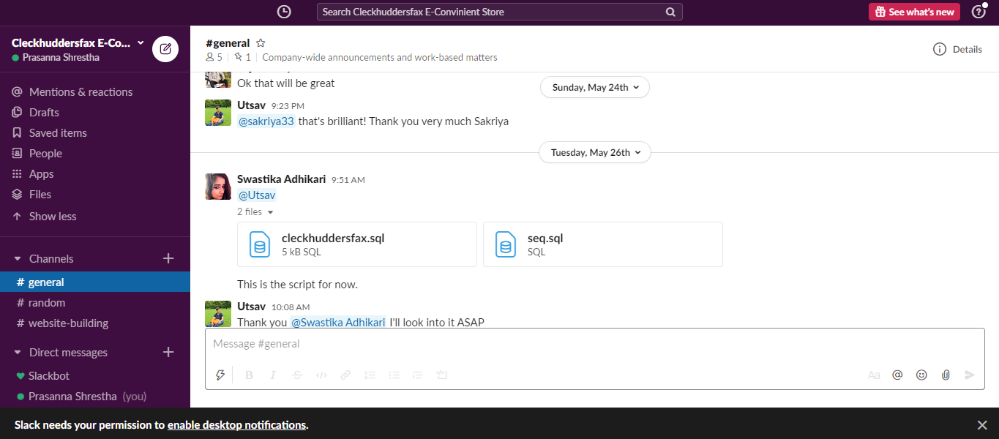 Search Cleckhuddersfax E-Convinient Store
See what's new
Cleckhuddersfax E-Co...
Prasanna Shrestha
Mentions & reactions
Drafts
Saved items
People
Apps
Files
Show less
Channels
# general
# random
# website-building
Direct messages
Slackbot
Prasanna Shrestha (you)
#general
5 | 1 | Company-wide announcements and work-based matters
Details
Ok that will be great
Sunday, May 24th
Utsav 9:23 PM
@sakriya33 that's brilliant! Thank you very much Sakriya
Tuesday, May 26th
Swastika Adhikari 9:51 AM
@Utsav
2 files
cleckhuddersfax.sql
5 kB SQL
seq.sql
SQL
This is the script for now.
Utsav 10:08 AM
Thank you @Swastika Adhikari I'll look into it ASAP
Message #general
B I S </>
Aa @
Slack needs your permission to enable desktop notifications.